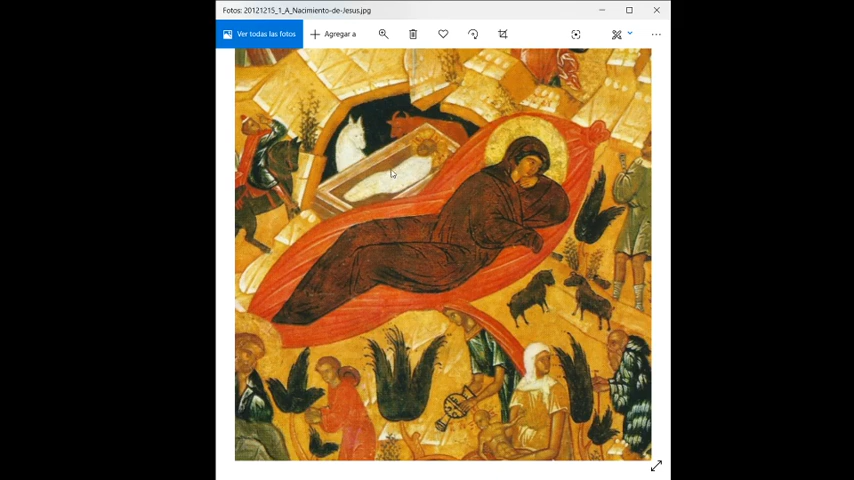 Fotos: 20121215_1_A_Nacimiento-de-Jesus.jpg
Ver todas las fotos
Agregar a